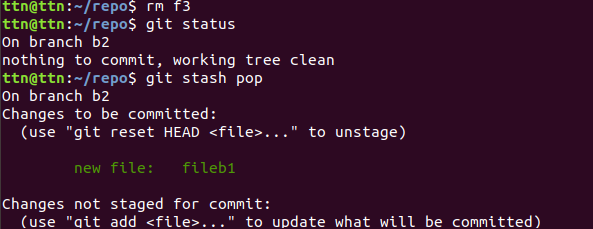 ttn@ttn:~/repo$ rm f3
ttn@ttn:~/repo$ git status
On branch b2
nothing to commit, working tree clean
ttn@ttn:~/repo$ git stash pop
On branch b2
Changes to be committed:
  (use "git reset HEAD <file>..." to unstage)
        new file:   fileb1
Changes not staged for commit:
  (use "git add <file>..." to update what will be committed)